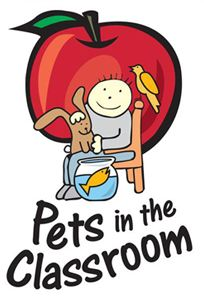 Pets in the
Classroom